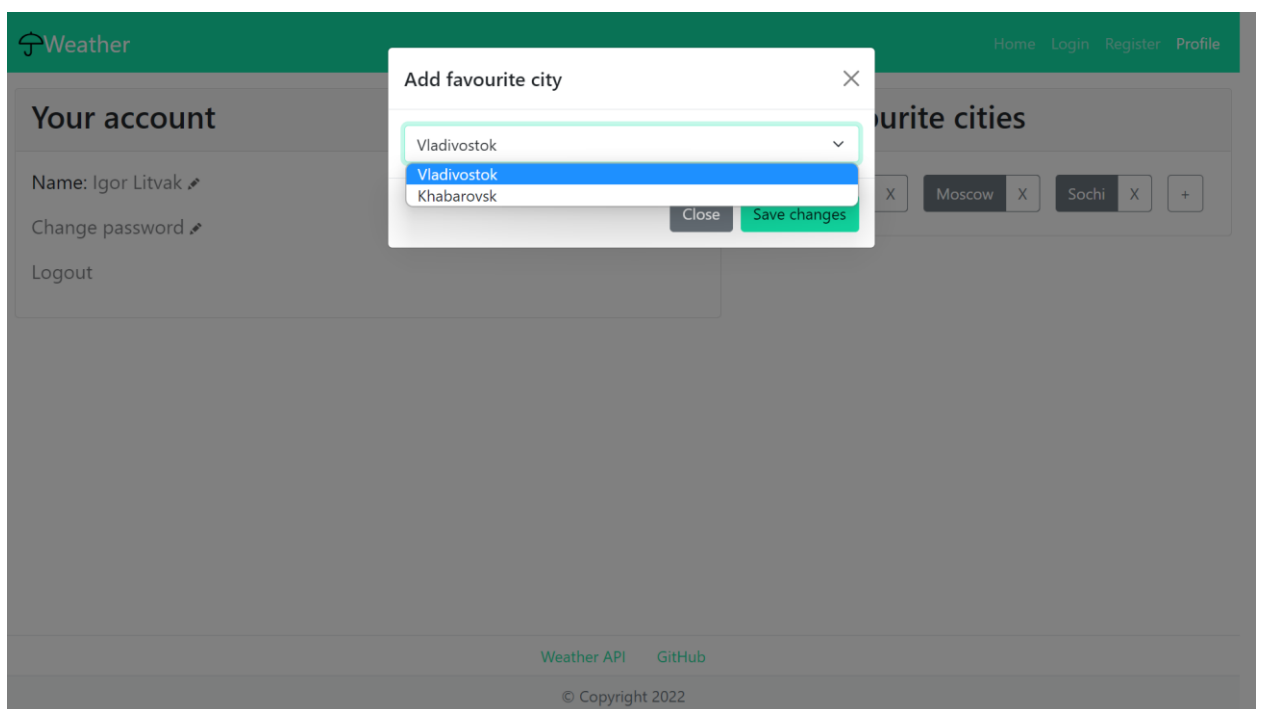 Weather
Home Login Register Profile
Add favourite city
Your account
urite cities
Vladivostok
Vladivostok
Khabarovsk
Name: Igor Litvak
X Moscow X Sochi X +
Close Save changes
Change password
Logout
Weather API GitHub
© Copyright 2022